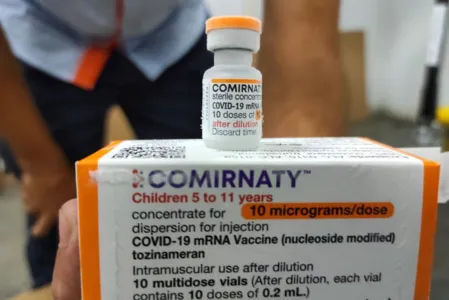 COMIRNATY
sterile concentra
COVID-19 mRNA
10 doses of
after dilution
Discard time
COMIRNATY™
Children 5 to 11 years
concentrate for 10 micrograms/dose
dispersion for injection
COVID-19 mRNA Vaccine (nucleoside modified)
tozinameran
Intramuscular use after dilution
10 multidose vials (After dilution, each vial
contains 10 doses of 0.2 mL.)